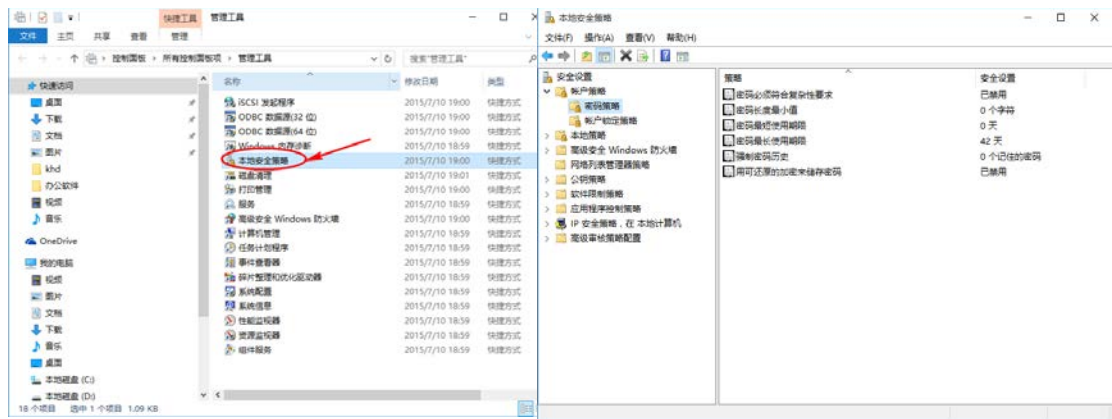 快捷工具 管理工具
文件 主页 共享 查看 管理
控制面板 › 所有控制面板项 › 管理工具
搜索"管理工具"
名称 修改日期 类型
快速访问
桌面
下载
文档
图片
khd
办公软件
视频
音乐
OneDrive
我的电脑
视频
图片
文档
下载
音乐
桌面
本地磁盘 (C:)
本地磁盘 (D:)
iSCSI 发起程序 2015/7/10 19:00 快捷方式
ODBC 数据源(32 位) 2015/7/10 19:00 快捷方式
ODBC 数据源(64 位) 2015/7/10 18:59 快捷方式
Windows 内存诊断 2015/7/10 18:59 快捷方式
本地安全策略 2015/7/10 19:00 快捷方式
磁盘清理 2015/7/10 19:01 快捷方式
打印管理 2015/7/10 19:00 快捷方式
服务 2015/7/10 18:59 快捷方式
高级安全 Windows 防火墙 2015/7/10 19:00 快捷方式
计算机管理 2015/7/10 18:59 快捷方式
任务计划程序 2015/7/10 18:59 快捷方式
事件查看器 2015/7/10 18:59 快捷方式
碎片整理和优化驱动器 2015/7/10 18:59 快捷方式
系统配置 2015/7/10 18:59 快捷方式
系统信息 2015/7/10 18:59 快捷方式
性能监视器 2015/7/10 18:59 快捷方式
资源监视器 2015/7/10 18:59 快捷方式
组件服务 2015/7/10 18:59 快捷方式
18 个项目 选中 1 个项目 1.09 KB
本地安全策略
文件(F) 操作(A) 查看(V) 帮助(H)
安全设置
帐户策略
密码策略
帐户锁定策略
本地策略
高级安全 Windows 防火墙
网络列表管理器策略
公钥策略
软件限制策略
应用程序控制策略
IP 安全策略，在 本地计算机
高级审核策略配置
策略 安全设置
密码必须符合复杂性要求 已禁用
密码长度最小值 0 个字符
密码最短使用期限 0 天
密码最长使用期限 42 天
强制密码历史 0 个记住的密码
用可还原的加密来储存密码 已禁用